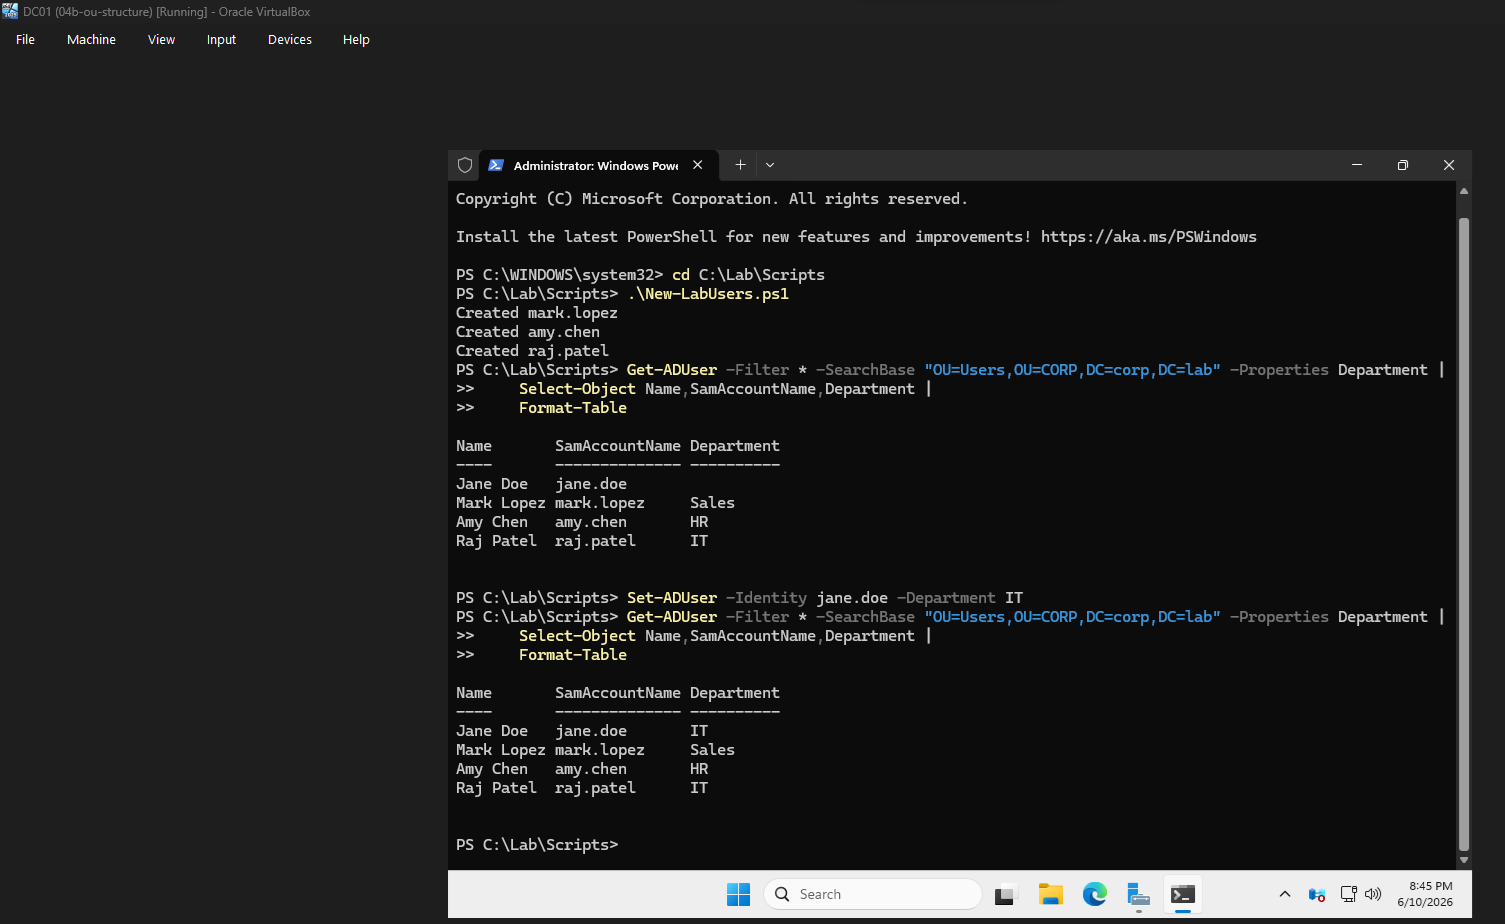 DC01 (04b-ou-structure) [Running] - Oracle VirtualBox
File Machine View Input Devices Help
Administrator: Windows Powe
Copyright (C) Microsoft Corporation. All rights reserved.
Install the latest PowerShell for new features and improvements! https://aka.ms/PSWindows
PS C:\WINDOWS\system32> cd C:\Lab\Scripts
PS C:\Lab\Scripts> .\New-LabUsers.ps1
Created mark.lopez
Created amy.chen
Created raj.patel
PS C:\Lab\Scripts> Get-ADUser -Filter * -SearchBase "OU=Users,OU=CORP,DC=corp,DC=lab" -Properties Department |
>>     Select-Object Name,SamAccountName,Department |
>>     Format-Table
Name       SamAccountName Department
----       -------------- ----------
Jane Doe   jane.doe
Mark Lopez mark.lopez     Sales
Amy Chen   amy.chen       HR
Raj Patel  raj.patel      IT
PS C:\Lab\Scripts> Set-ADUser -Identity jane.doe -Department IT
PS C:\Lab\Scripts> Get-ADUser -Filter * -SearchBase "OU=Users,OU=CORP,DC=corp,DC=lab" -Properties Department |
>>     Select-Object Name,SamAccountName,Department |
>>     Format-Table
Name       SamAccountName Department
----       -------------- ----------
Jane Doe   jane.doe       IT
Mark Lopez mark.lopez     Sales
Amy Chen   amy.chen       HR
Raj Patel  raj.patel      IT
PS C:\Lab\Scripts>
Search
8:45 PM
6/10/2026